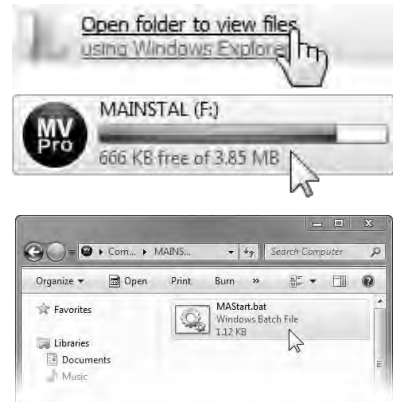 Open folder to view files
using Windows Explorer
MAINSTAL (F:)
MV
Pro
666 KB free of 3.85 MB
Com... MAINS... Search Computer
Organize Open Print Burn »
Favorites
MAStart.bat
Windows Batch File
1.12 KB
Libraries
Documents
Music